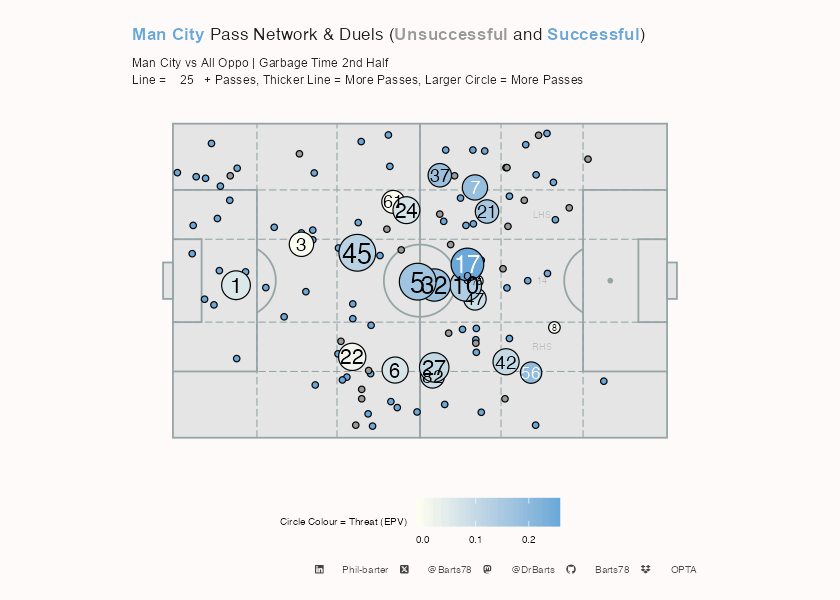 Man City Pass Network & Duels (Unsuccessful and Successful)
Man City vs All Oppo | Garbage Time 2nd Half
Line = 25 + Passes, Thicker Line = More Passes, Larger Circle = More Passes
37
7
61
24
21
LHS
3
45
17
1
5
32
10
14
47
8
22
RHS
6
27
82
42
56
Circle Colour = Threat (EPV)
0.0 0.1 0.2
Phil-barter @Barts78 @DrBarts Barts78 OPTA